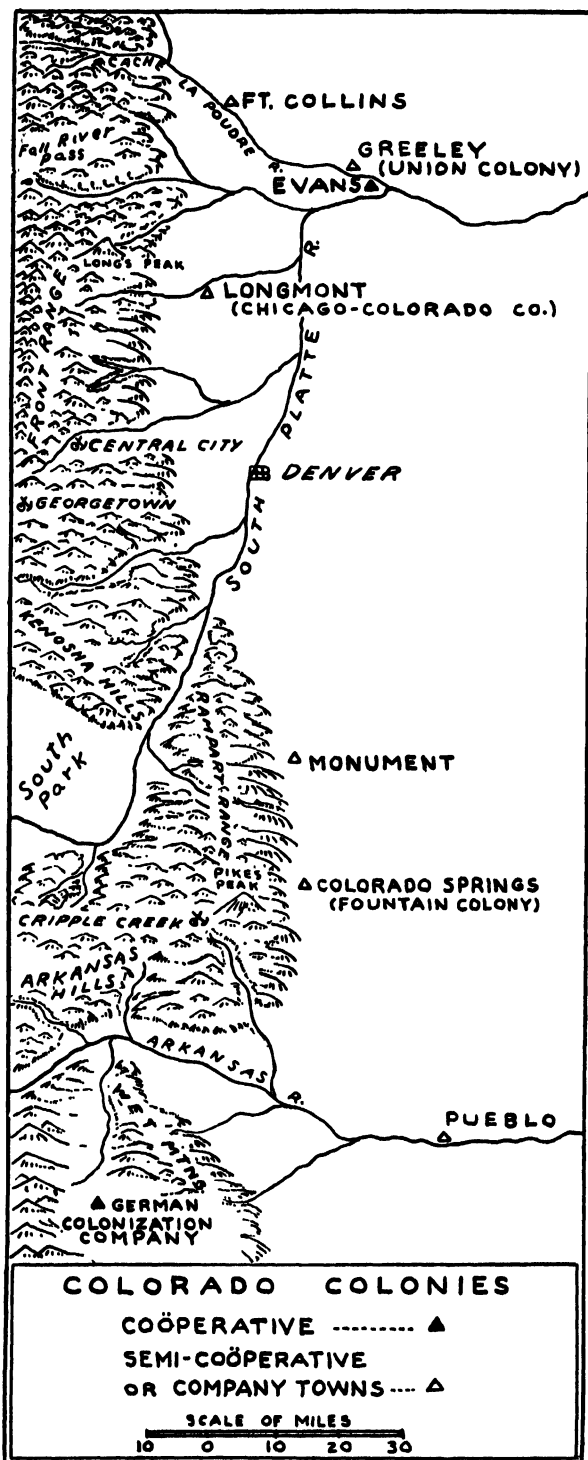 CACHE LA POUDRE R.
FT. COLLINS
Fall River
Pass
GREELEY
(UNION COLONY)
EVANS
LONG'S PEAK
R.
LONGMONT
(CHICAGO-COLORADO CO.)
FRONT RANGE
PLATTE
CENTRAL CITY
DENVER
GEORGETOWN
SOUTH
KENOSHA HILLS
RAMPART RANGE
South
Park
MONUMENT
PIKE'S
PEAK
COLORADO SPRINGS
(FOUNTAIN COLONY)
CRIPPLE CREEK
ARKANSAS
HILLS
ARKANSAS R.
WET MTNS
PUEBLO
GERMAN
COLONIZATION
COMPANY
COLORADO COLONIES
COÖPERATIVE ---------
SEMI-COÖPERATIVE
OR COMPANY TOWNS ----
SCALE OF MILES
10 0 10 20 30